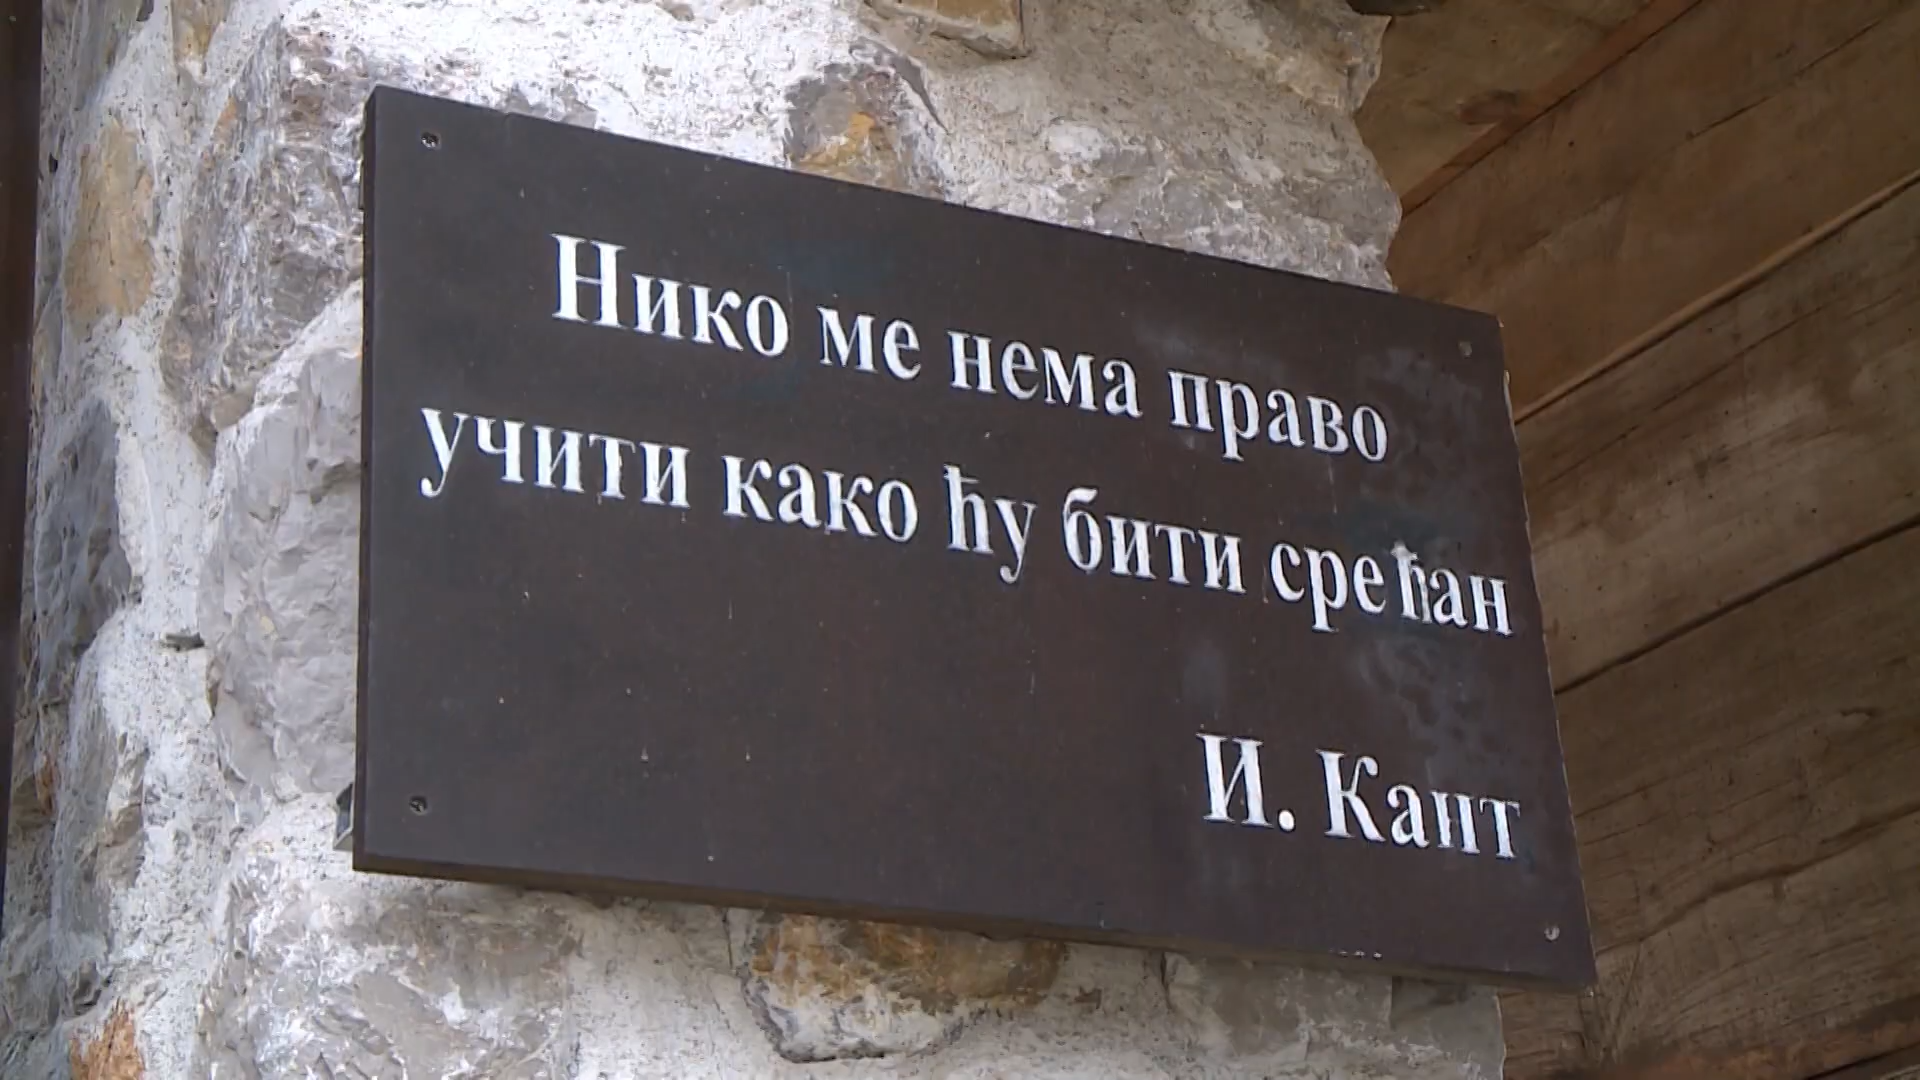 Нико ме нема право
учити како ћу бити срећан
И. Кант